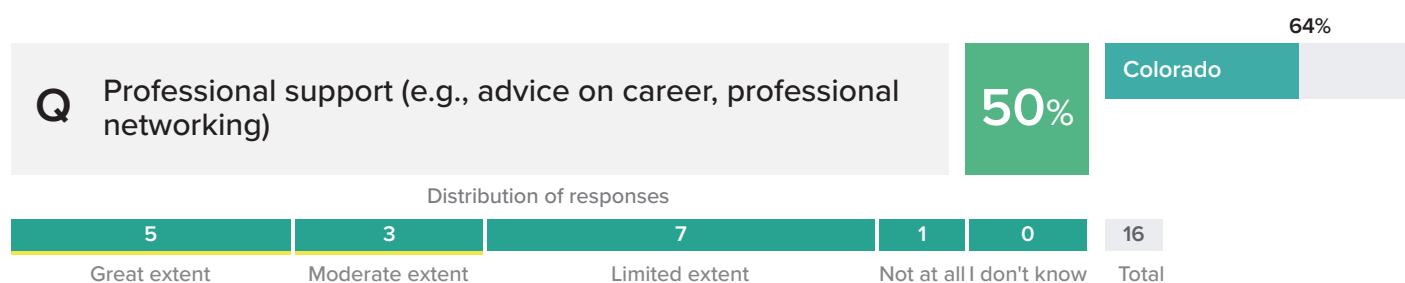 64%
Q
Professional support (e.g., advice on career, professional
networking)
50%
Colorado
Distribution of responses
5 3 7 1 0 16
Great extent Moderate extent Limited extent Not at all I don't know Total